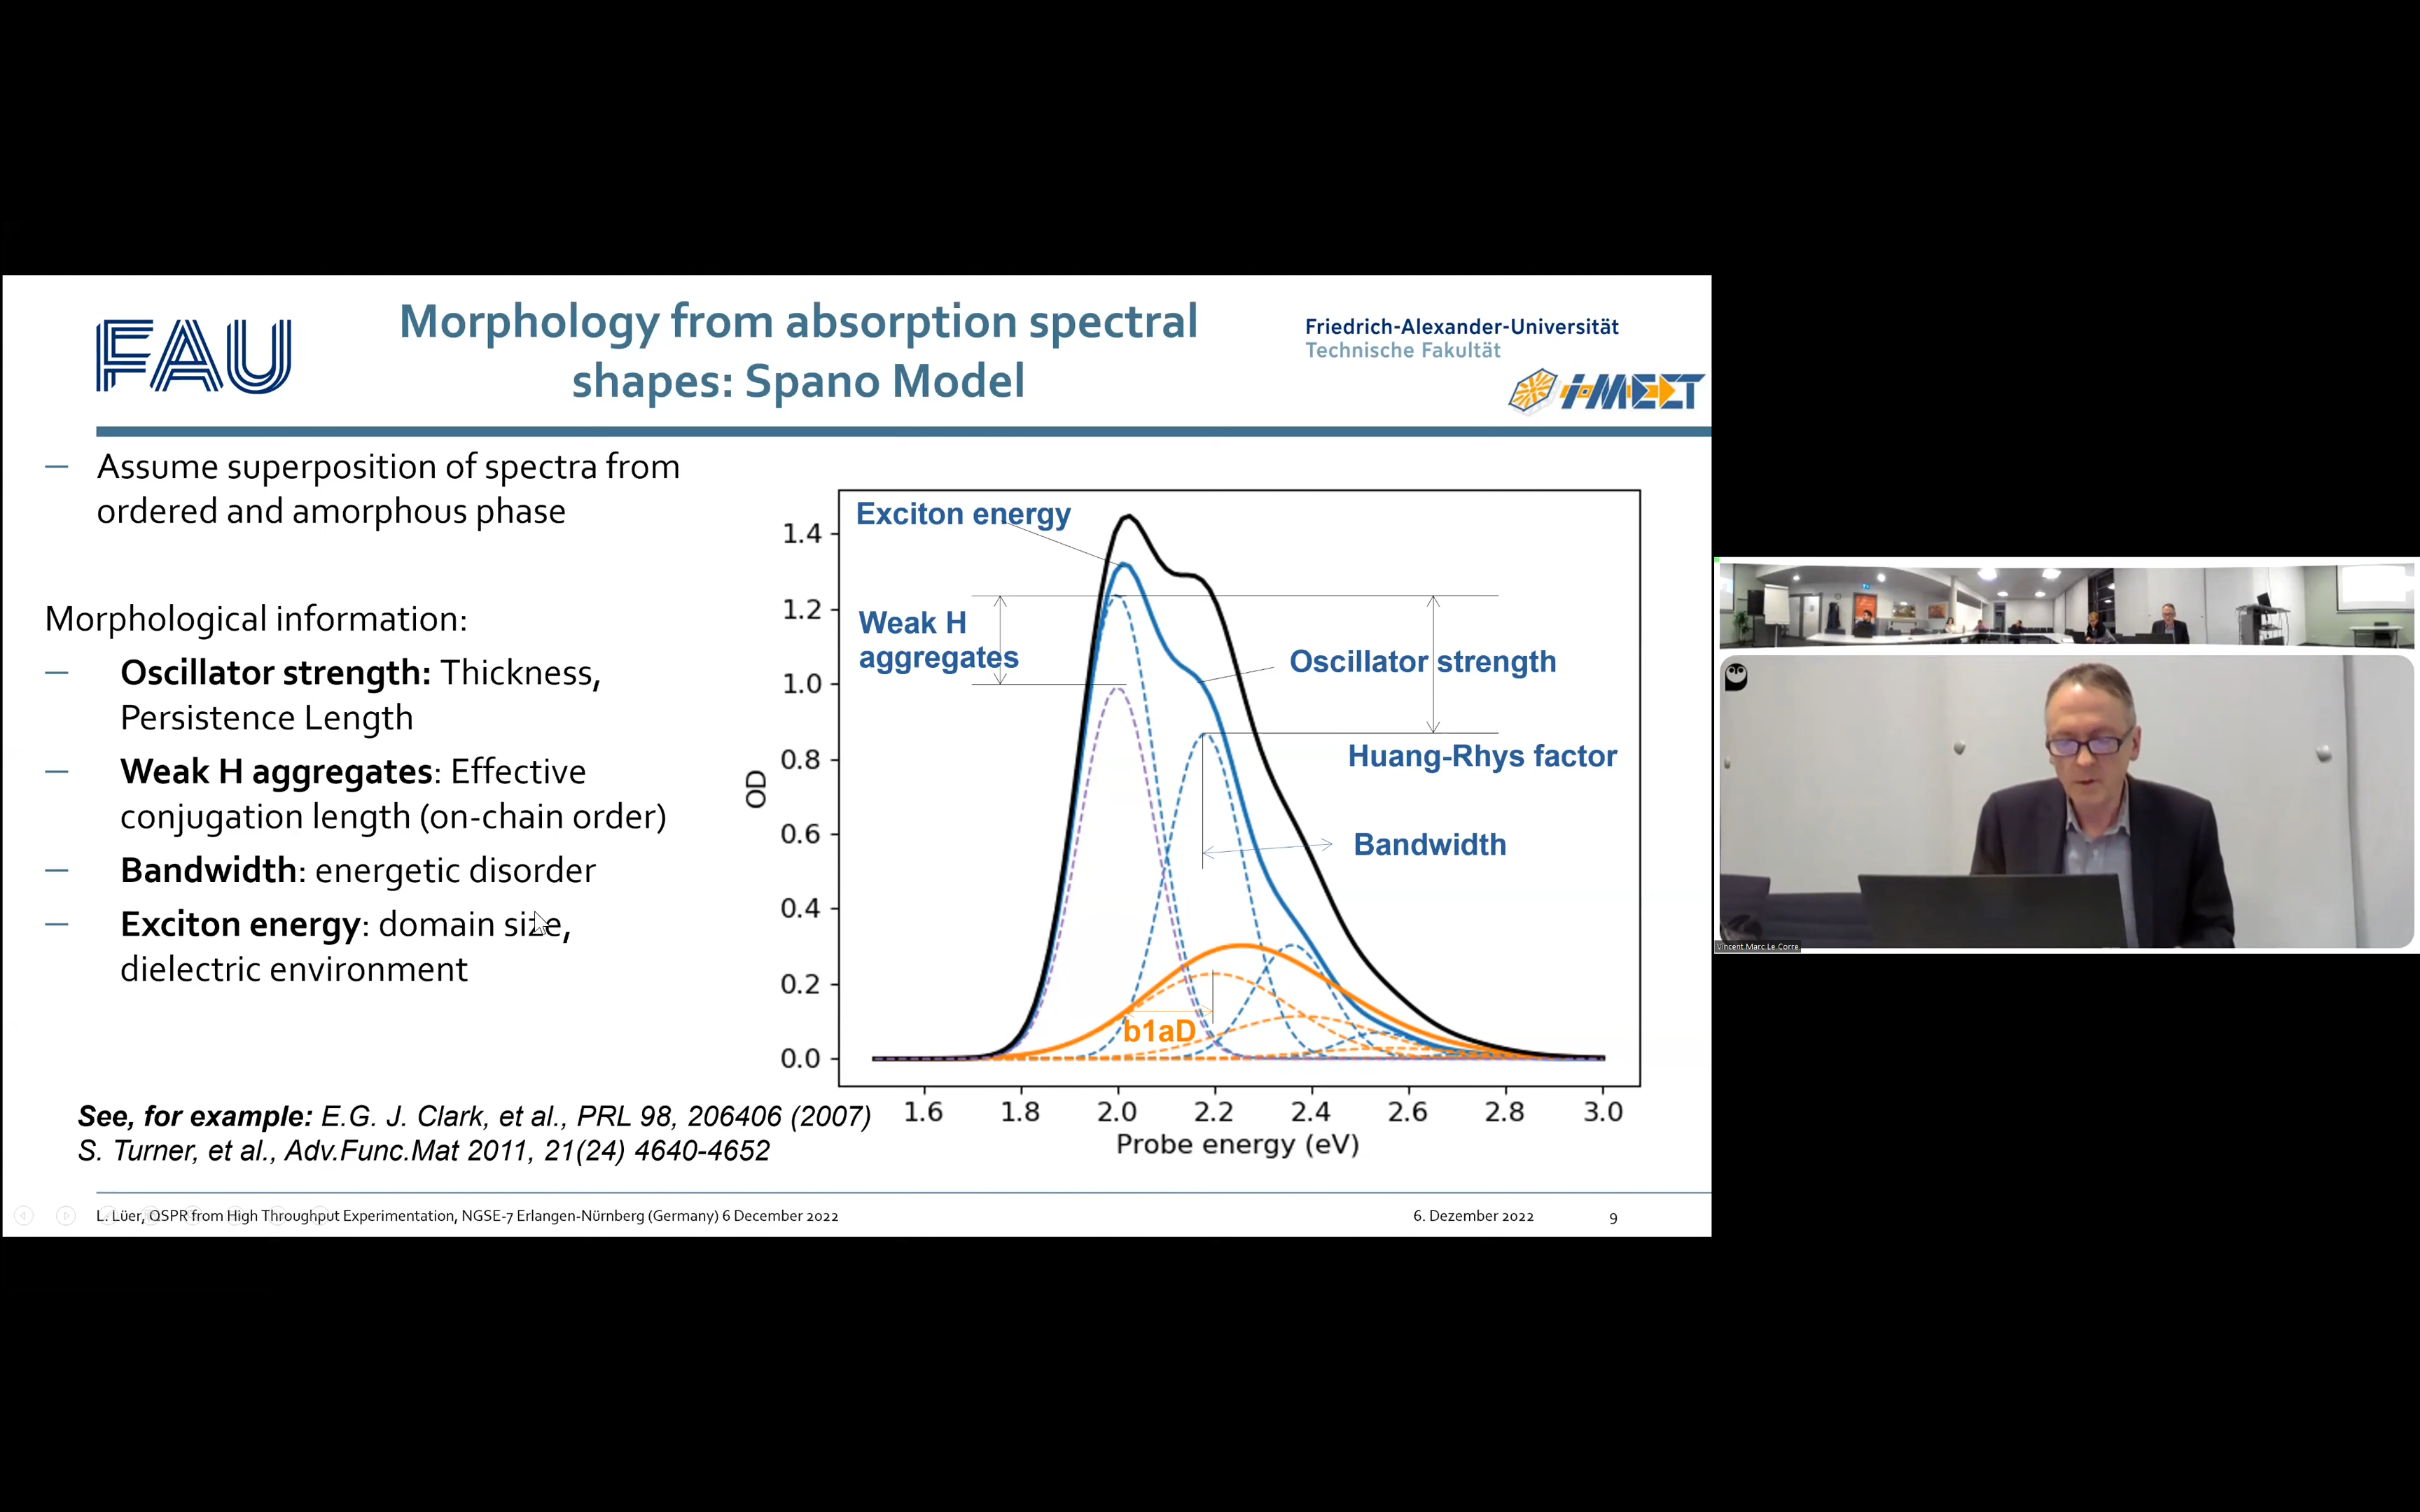 FAU
Morphology from absorption spectral
shapes: Spano Model
Friedrich-Alexander-Universität
Technische Fakultät
i-MEET
— Assume superposition of spectra from
ordered and amorphous phase
Morphological information:
— Oscillator strength: Thickness,
Persistence Length
— Weak H aggregates: Effective
conjugation length (on-chain order)
— Bandwidth: energetic disorder
— Exciton energy: domain size,
dielectric environment
See, for example: E.G. J. Clark, et al., PRL 98, 206406 (2007)
S. Turner, et al., Adv.Func.Mat 2011, 21(24) 4640-4652
Exciton energy
Weak H
aggregates
Oscillator strength
Huang-Rhys factor
Bandwidth
b1aD
OD
1.4
1.2
1.0
0.8
0.6
0.4
0.2
0.0
1.6 1.8 2.0 2.2 2.4 2.6 2.8 3.0
Probe energy (eV)
L. Lüer, QSPR from High Throughput Experimentation, NGSE-7 Erlangen-Nürnberg (Germany) 6 December 2022
6. Dezember 2022
9
Vincent Marc Le Corre